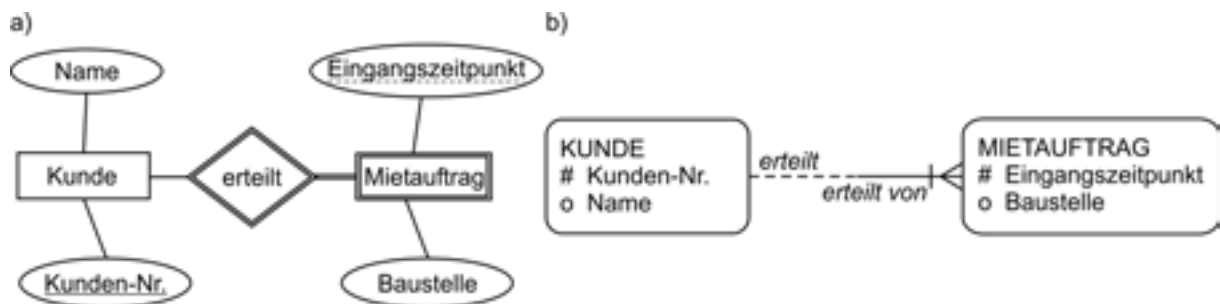 a)
Name
Eingangszeitpunkt
Kunde
erteilt
Mietauftrag
Kunden-Nr.
Baustelle
b)
KUNDE
# Kunden-Nr.
o Name
erteilt
erteilt von
MIETAUFTRAG
# Eingangszeitpunkt
o Baustelle